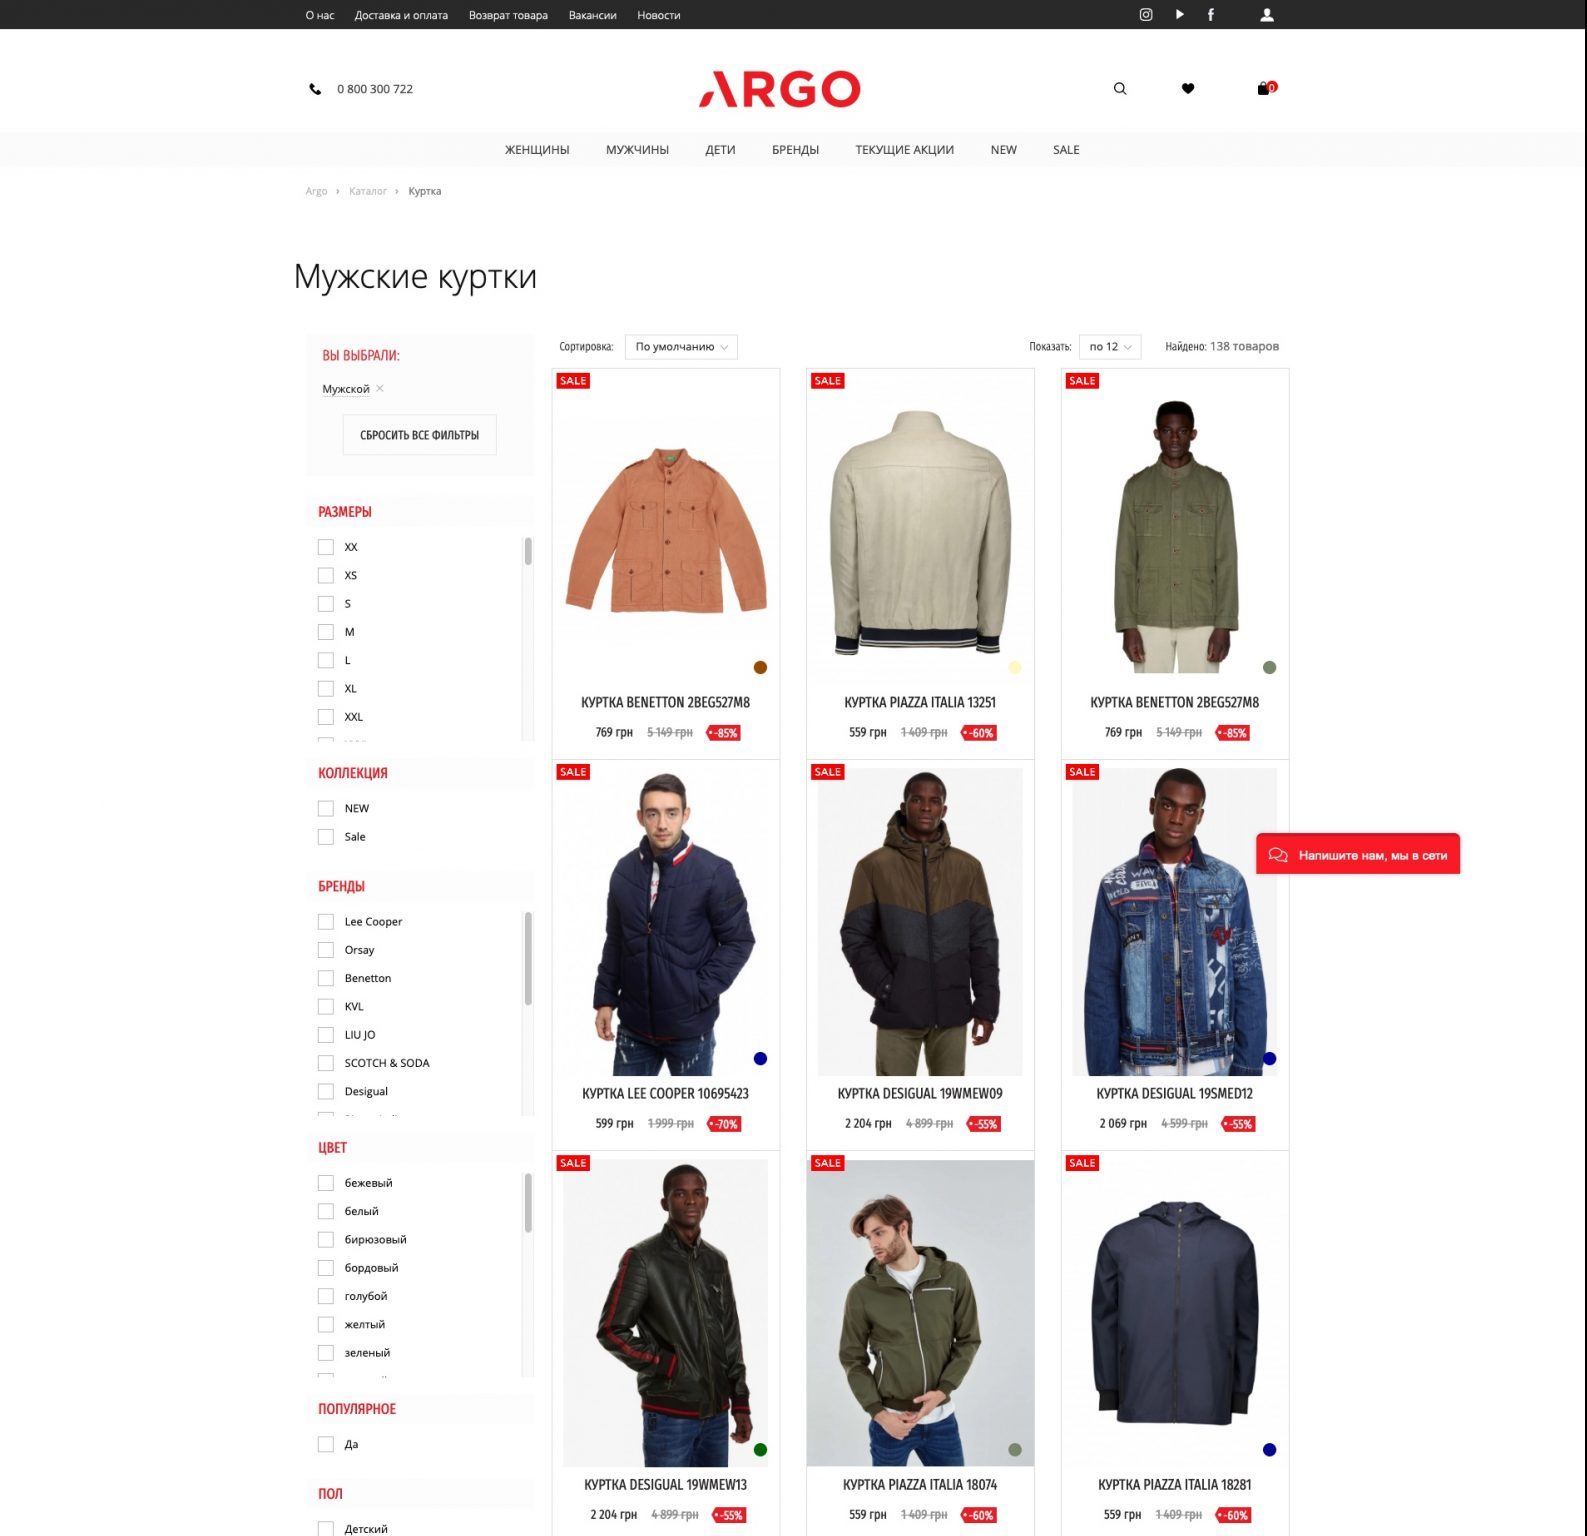 О нас Доставка и оплата Возврат товара Вакансии Новости
0 800 300 722
ARGO
0
ЖЕНЩИНЫ МУЖЧИНЫ ДЕТИ БРЕНДЫ ТЕКУЩИЕ АКЦИИ NEW SALE
Argo › Каталог › Куртка
Мужские куртки
ВЫ ВЫБРАЛИ:
Мужской ×
СБРОСИТЬ ВСЕ ФИЛЬТРЫ
РАЗМЕРЫ
XX
XS
S
M
L
XL
XXL
КОЛЛЕКЦИЯ
NEW
Sale
БРЕНДЫ
Lee Cooper
Orsay
Benetton
KVL
LIU JO
SCOTCH & SODA
Desigual
ЦВЕТ
бежевый
белый
бирюзовый
бордовый
голубой
желтый
зеленый
ПОПУЛЯРНОЕ
Да
ПОЛ
Детский
Сортировка: По умолчанию Показать: по 12 Найдено: 138 товаров
SALE SALE SALE
КУРТКА BENETTON 2BEG527M8 КУРТКА PIAZZA ITALIA 13251 КУРТКА BENETTON 2BEG527M8
769 грн 5 149 грн -85% 559 грн 1 409 грн -60% 769 грн 5 149 грн -85%
SALE SALE SALE
Напишите нам, мы в сети
КУРТКА LEE COOPER 10695423 КУРТКА DESIGUAL 19WMEW09 КУРТКА DESIGUAL 19SMED12
599 грн 1 999 грн -70% 2 204 грн 4 899 грн -55% 2 069 грн 4 599 грн -55%
SALE SALE SALE
КУРТКА DESIGUAL 19WMEW13 КУРТКА PIAZZA ITALIA 18074 КУРТКА PIAZZA ITALIA 18281
2 204 грн 4 899 грн -55% 559 грн 1 409 грн -60% 559 грн 1 409 грн -60%